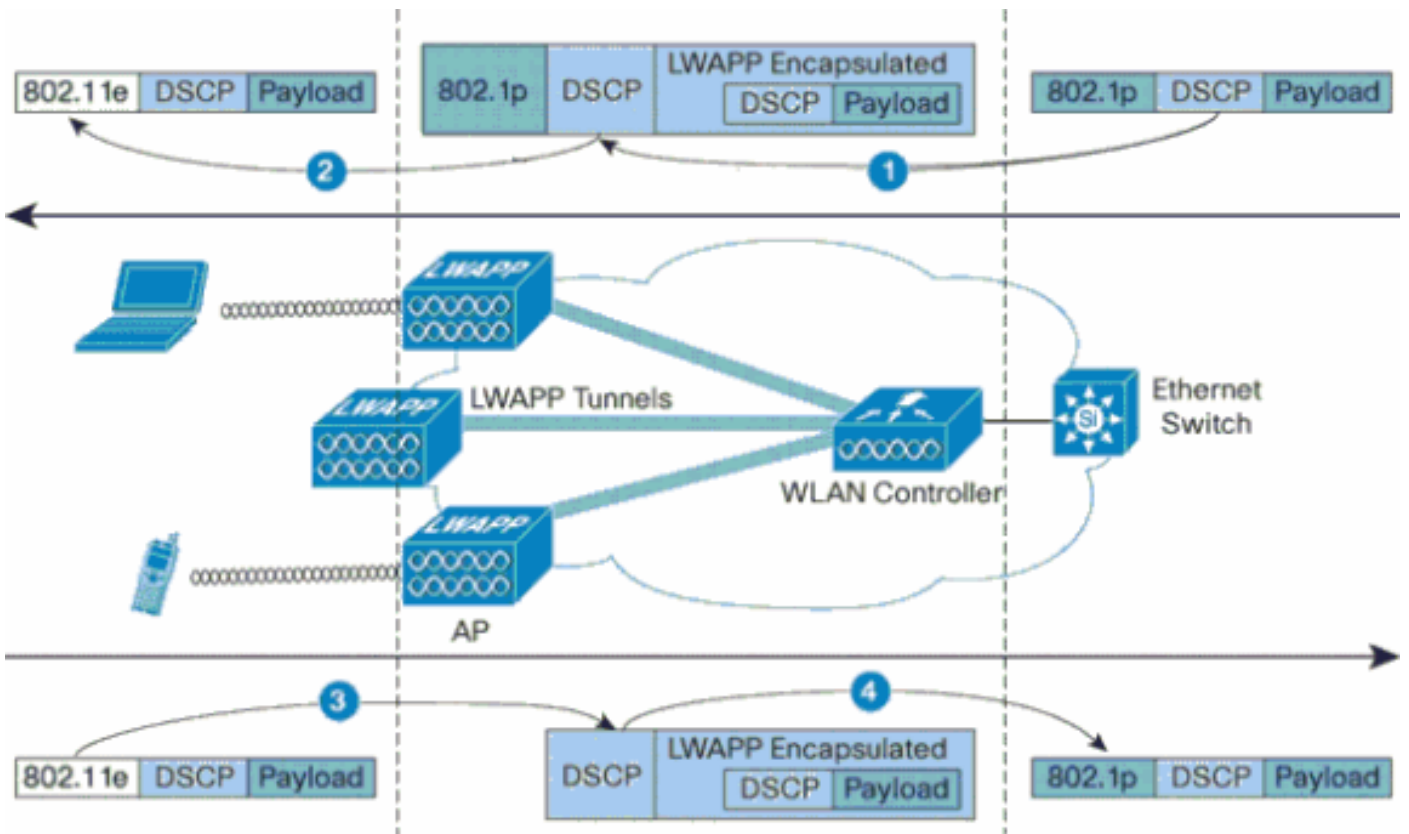 802.11e DSCP Payload
802.1p DSCP LWAPP Encapsulated
DSCP Payload
802.1p DSCP Payload
2
1
LWAPP
LWAPP
LWAPP Tunnels
Ethernet
Switch
SI
WLAN Controller
LWAPP
AP
3
4
802.11e DSCP Payload
DSCP LWAPP Encapsulated
DSCP Payload
802.1p DSCP Payload